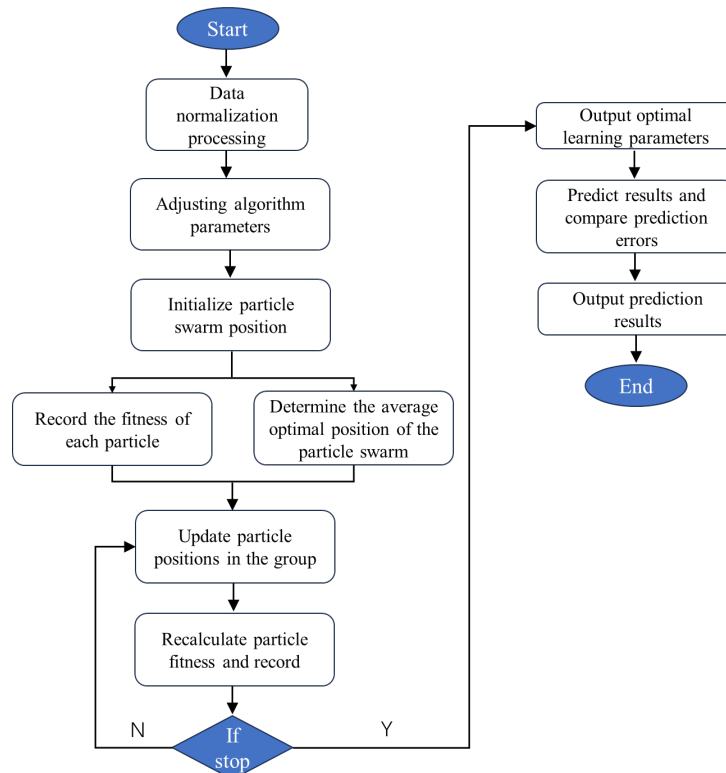 Start
Data
normalization
processing
Adjusting algorithm
parameters
Initialize particle
swarm position
Record the fitness of
each particle
Determine the average
optimal position of the
particle swarm
Update particle
positions in the group
Recalculate particle
fitness and record
N
If
stop
Y
Output optimal
learning parameters
Predict results and
compare prediction
errors
Output prediction
results
End